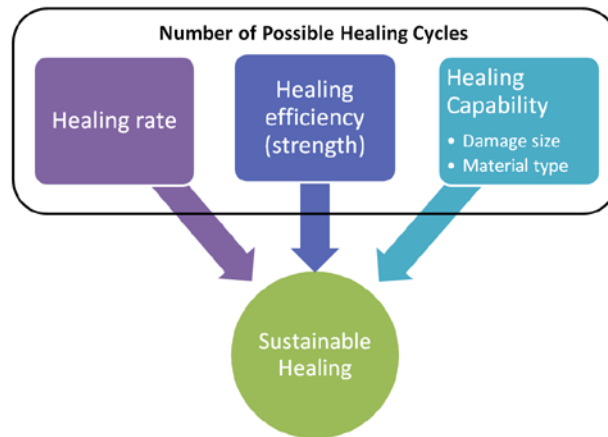 Number of Possible Healing Cycles
Healing rate
Healing
efficiency
(strength)
Healing
Capability
• Damage size
• Material type
Sustainable
Healing